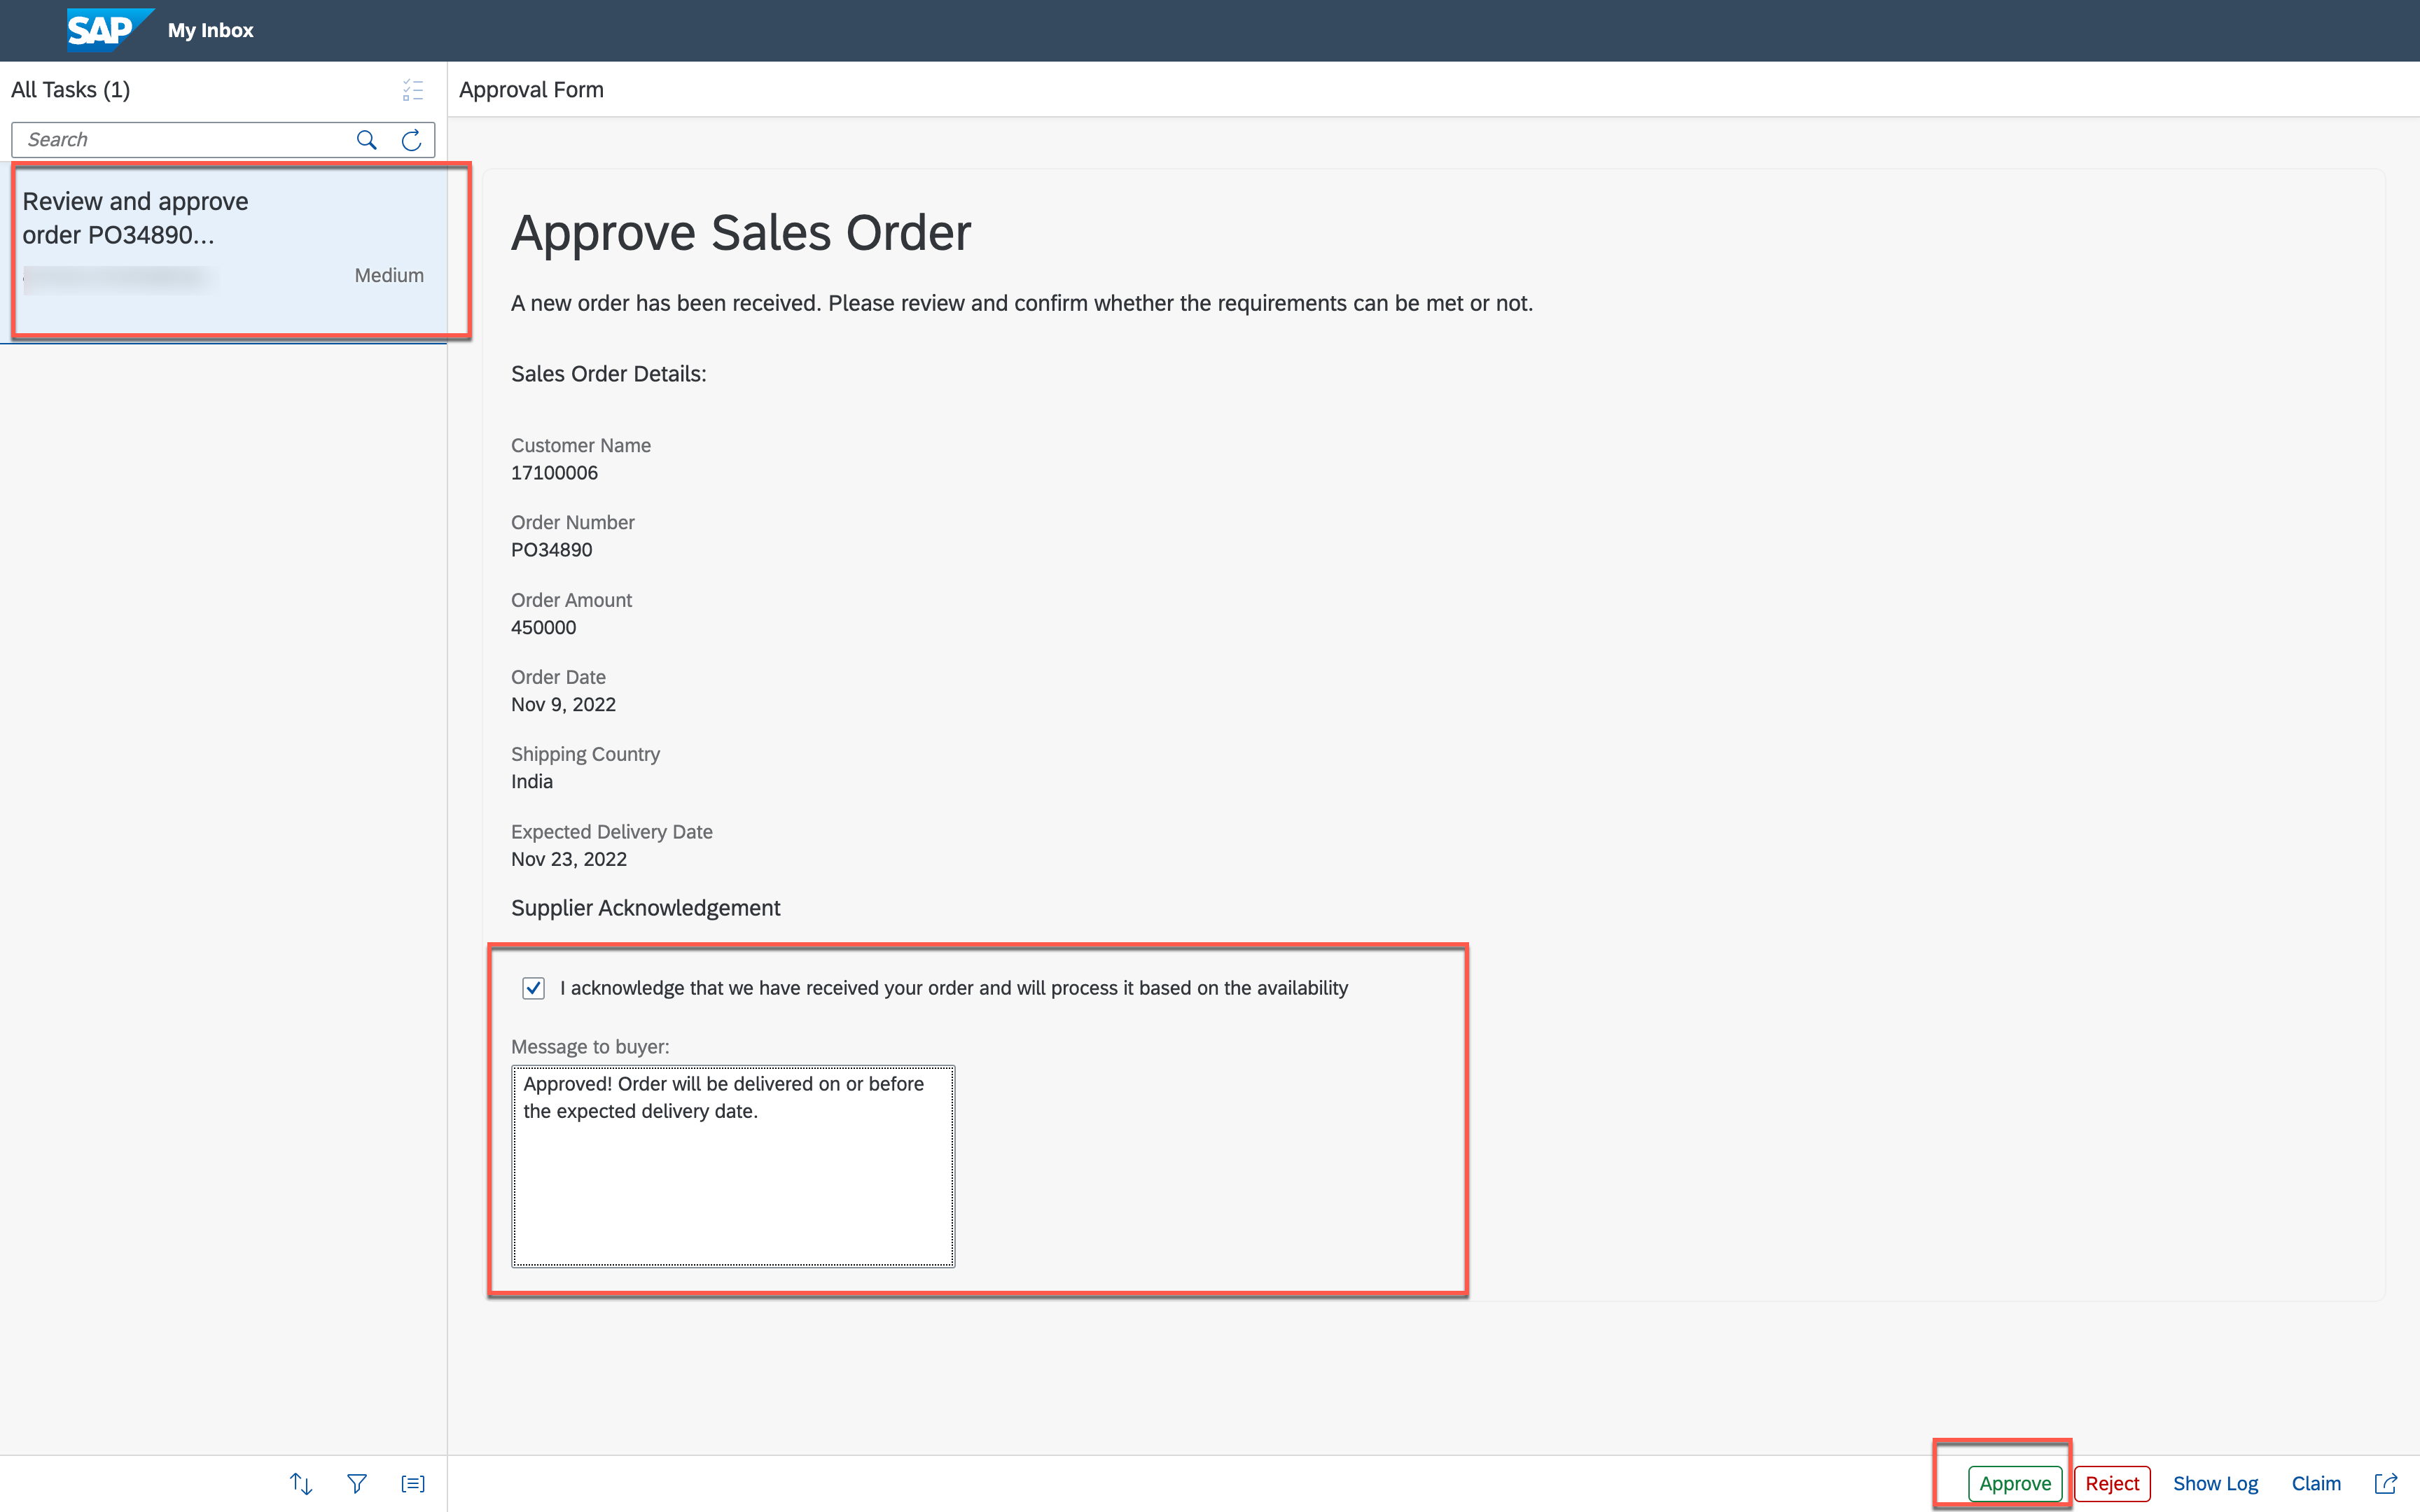 SAP My Inbox
All Tasks (1)
Search
Review and approve
order PO34890...
Medium
Approval Form
Approve Sales Order
A new order has been received. Please review and confirm whether the requirements can be met or not.
Sales Order Details:
Customer Name
17100006
Order Number
PO34890
Order Amount
450000
Order Date
Nov 9, 2022
Shipping Country
India
Expected Delivery Date
Nov 23, 2022
Supplier Acknowledgement
I acknowledge that we have received your order and will process it based on the availability
Message to buyer:
Approved! Order will be delivered on or before
the expected delivery date.
Approve Reject Show Log Claim